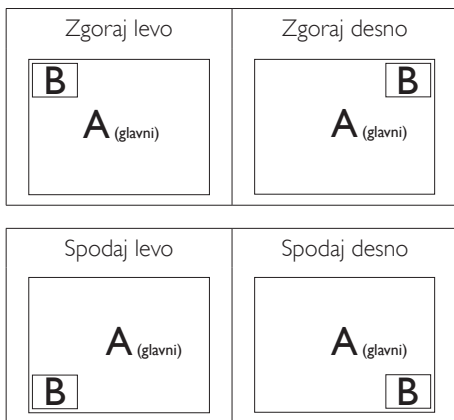 Zgoraj levo Zgoraj desno
B B
A (glavni) A (glavni)
Spodaj levo Spodaj desno
A (glavni) A (glavni)
B B